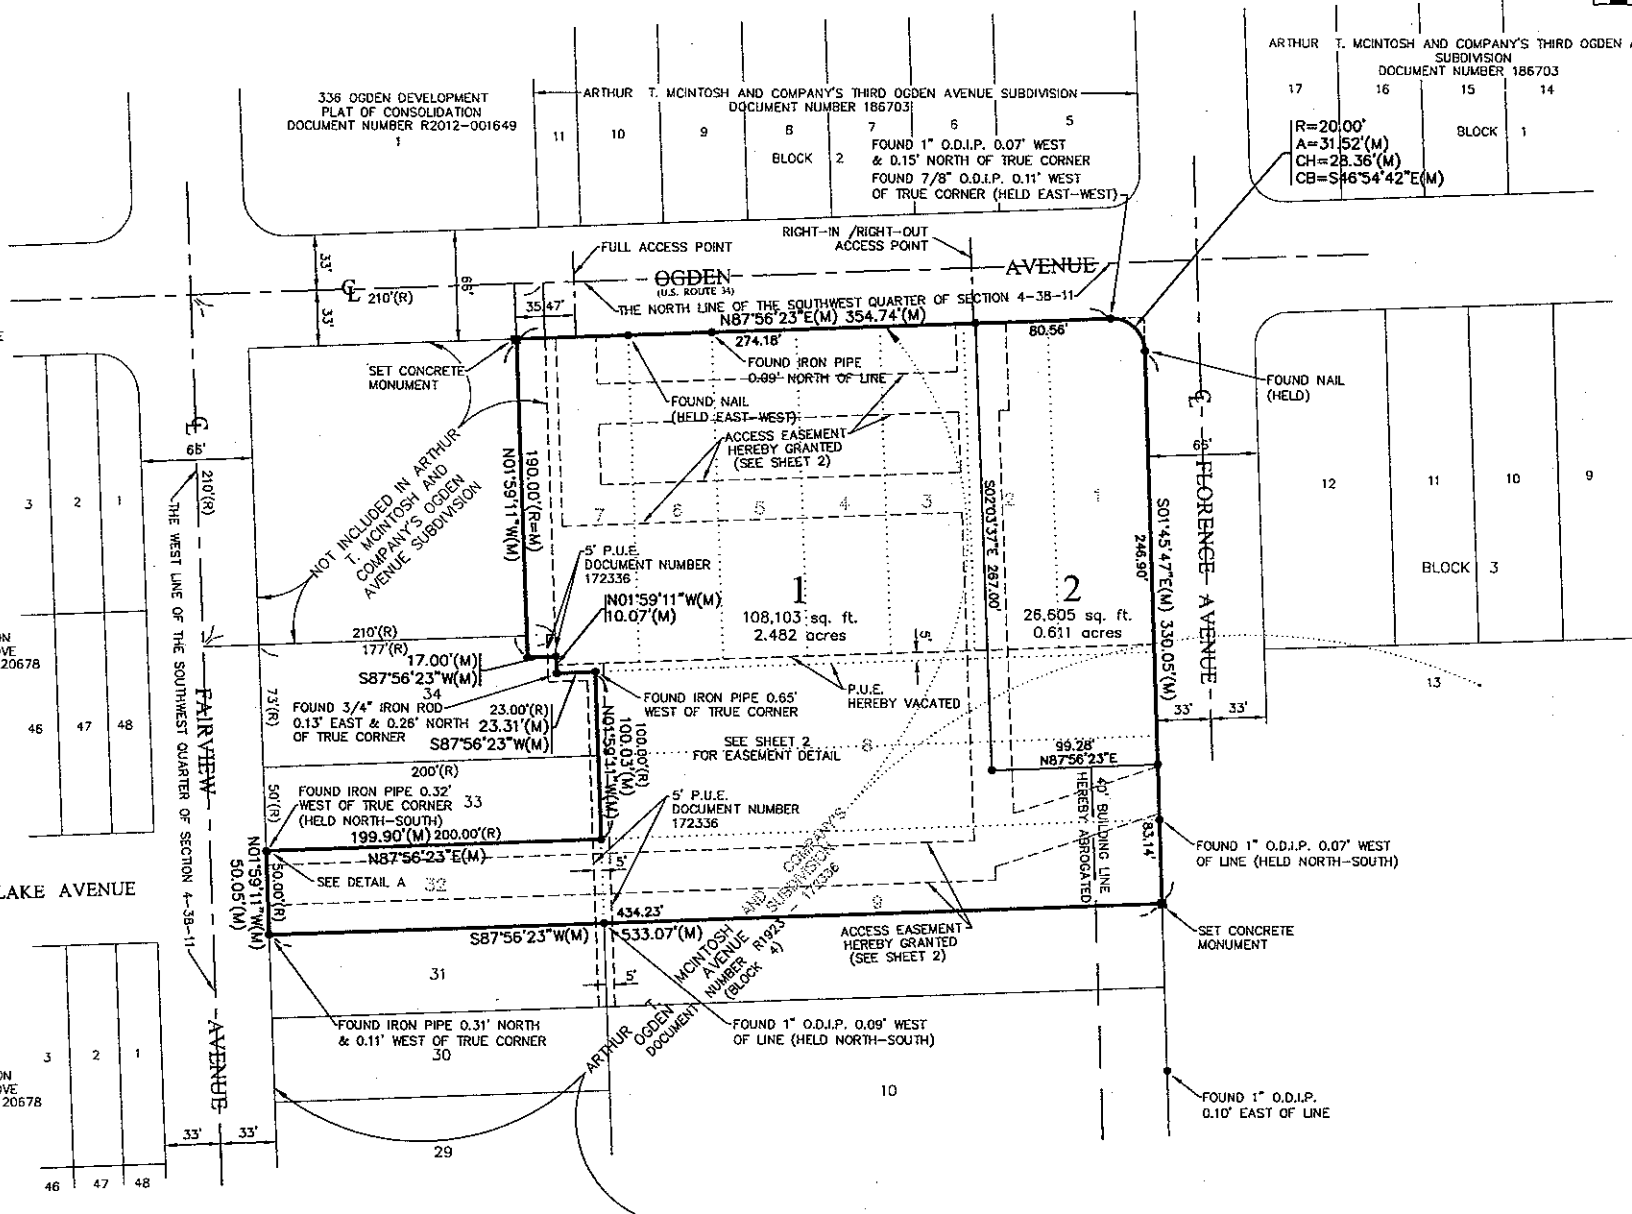 336 OGDEN DEVELOPMENT
PLAT OF CONSOLIDATION
DOCUMENT NUMBER R2012-001649
1
ARTHUR T. MCINTOSH AND COMPANY'S THIRD OGDEN AVENUE SUBDIVISION
DOCUMENT NUMBER 186703
11
10
9
8
7
6
5
BLOCK 2
FOUND 1" O.D.I.P. 0.07' WEST
& 0.15' NORTH OF TRUE CORNER
FOUND 7/8" O.D.I.P. 0.11' WEST
OF TRUE CORNER (HELD EAST-WEST)
ARTHUR T. MCINTOSH AND COMPANY'S THIRD OGDEN
SUBDIVISION
DOCUMENT NUMBER 186703
17
16
15
14
BLOCK 1
R=20.00'
A=31.52'(M)
CH=28.36'(M)
CB=S46°54'42"E(M)
33'
33'
66'
℄ 210'(R)
FULL ACCESS POINT
RIGHT-IN /RIGHT-OUT
ACCESS POINT
OGDEN AVENUE
(U.S. ROUTE 34)
35.47'
THE NORTH LINE OF THE SOUTHWEST QUARTER OF SECTION 4-38-11
N87°56'23"E(M) 354.74'(M)
274.18'
80.56'
SET CONCRETE
MONUMENT
FOUND IRON PIPE
0.09' NORTH OF LINE
FOUND NAIL
(HELD EAST-WEST)
FOUND NAIL
(HELD)
ACCESS EASEMENT
HEREBY GRANTED
(SEE SHEET 2)
℄
66'
210'(R)
℄
66'
NOT INCLUDED IN ARTHUR
T. MCINTOSH AND
COMPANY'S OGDEN
AVENUE SUBDIVISION
N01°59'11"W(M)
190.00'(R=M)
7
6
5
4
3
2
1
S02°03'37"E 267.00'
S01°45'47"E(M) 330.05'(M)
246.90'
FLORENCE AVENUE
3
2
1
12
11
10
9
BLOCK 3
THE WEST LINE OF THE SOUTHWEST QUARTER OF SECTION 4-38-11
5' P.U.E.
DOCUMENT NUMBER
172336
N01°59'11"W(M)
10.07'(M)
1
108,103 sq. ft.
2.482 acres
2
26,605 sq. ft.
0.611 acres
5'
210'(R)
177'(R)
17.00'(M)
S87°56'23"W(M)
34
FOUND 3/4" IRON ROD
0.13' EAST & 0.26' NORTH
OF TRUE CORNER
23.00'(R)
23.31'(M)
S87°56'23"W(M)
FOUND IRON PIPE 0.65'
WEST OF TRUE CORNER
P.U.E.
HEREBY VACATED
20678
46
47
48
73'(R)
FAIRVIEW AVENUE
N01°59'11"W(M)
100.03'(M)
100.00'(R)
SEE SHEET 2
FOR EASEMENT DETAIL
8
99.28'
N87°56'23"E
33'
33'
13
200'(R)
FOUND IRON PIPE 0.32'
WEST OF TRUE CORNER
(HELD NORTH-SOUTH)
33
50'(R)
199.90'(M) 200.00'(R)
N87°56'23"E(M)
5' P.U.E.
DOCUMENT NUMBER
172336
40' BUILDING LINE
HEREBY ABROGATED
83.14'
FOUND 1" O.D.I.P. 0.07' WEST
OF LINE (HELD NORTH-SOUTH)
LAKE AVENUE
N01°59'11"W(M)
50.05'(M)
50.00'(R)
SEE DETAIL A
32
5'
9
434.23'
S87°56'23"W(M)
533.07'(M)
ACCESS EASEMENT
HEREBY GRANTED
(SEE SHEET 2)
SET CONCRETE
MONUMENT
31
5'
ARTHUR T. MCINTOSH AND COMPANY'S
OGDEN AVENUE SUBDIVISION
DOCUMENT NUMBER R1923 - 172336
(BLOCK 4)
FOUND IRON PIPE 0.31' NORTH
& 0.11' WEST OF TRUE CORNER
30
FOUND 1" O.D.I.P. 0.09' WEST
OF LINE (HELD NORTH-SOUTH)
3
2
1
20678
10
FOUND 1" O.D.I.P.
0.10' EAST OF LINE
33'
33'
29
46
47
48